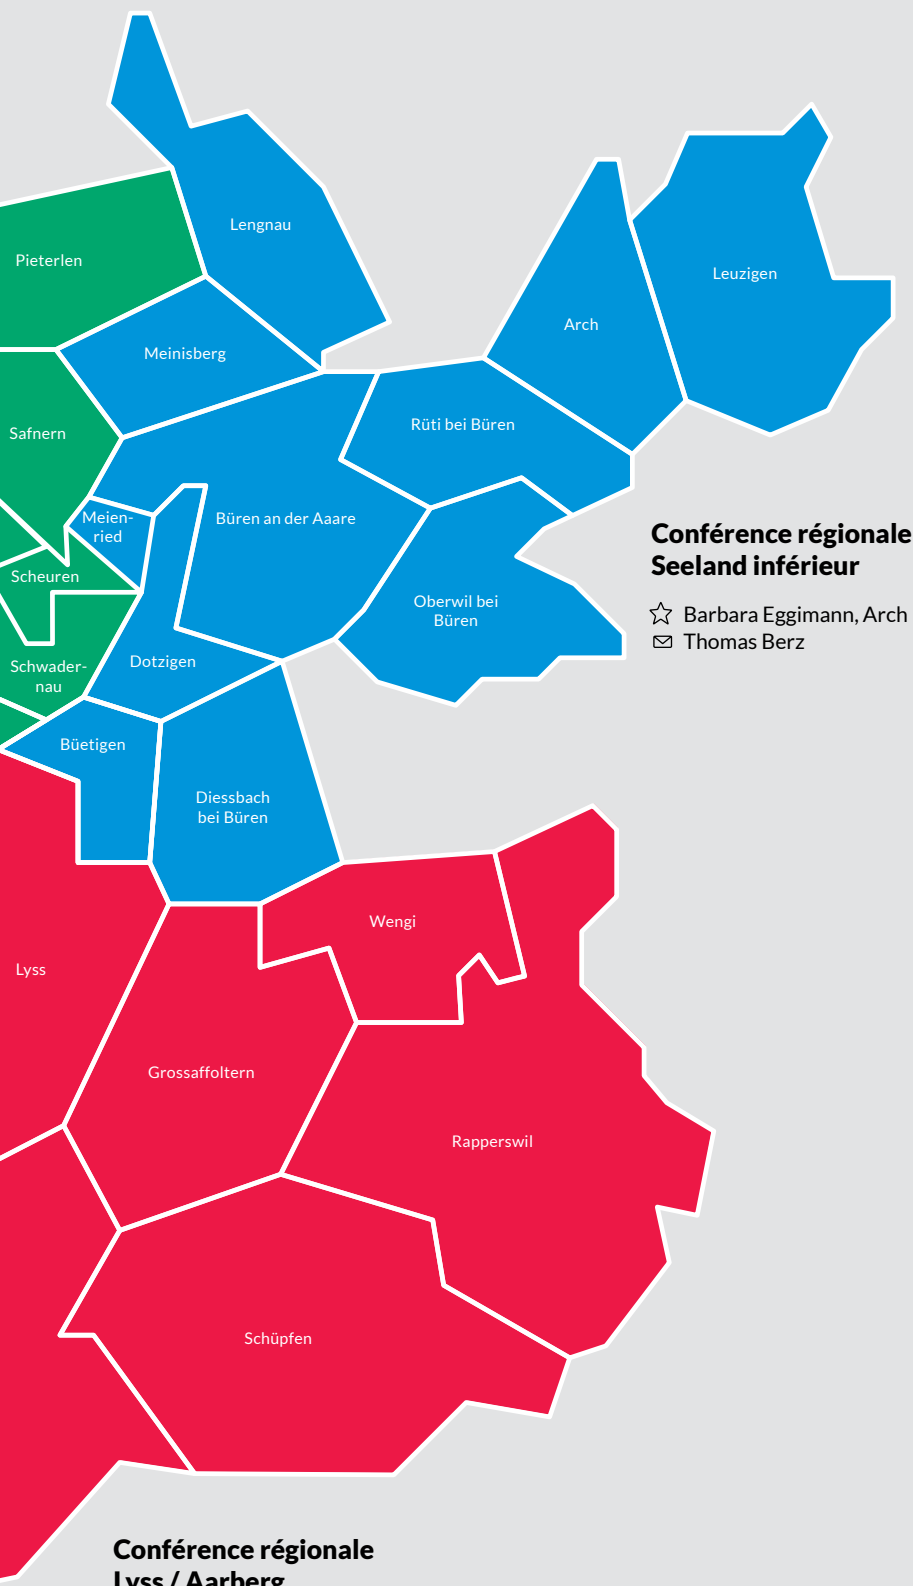 Lengnau
Pieterlen
Leuzigen
Arch
Meinisberg
Rüti bei Büren
Safnern
Meien-
ried
Büren an der Aaare
Conférence régionale
Seeland inférieur
Scheuren
Oberwil bei
Büren
Barbara Eggimann, Arch
Thomas Berz
Schwader-
nau
Dotzigen
Büetigen
Diessbach
bei Büren
Wengi
Lyss
Grossaffoltern
Rapperswil
Schüpfen
Conférence régionale
Lyss / Aarberg